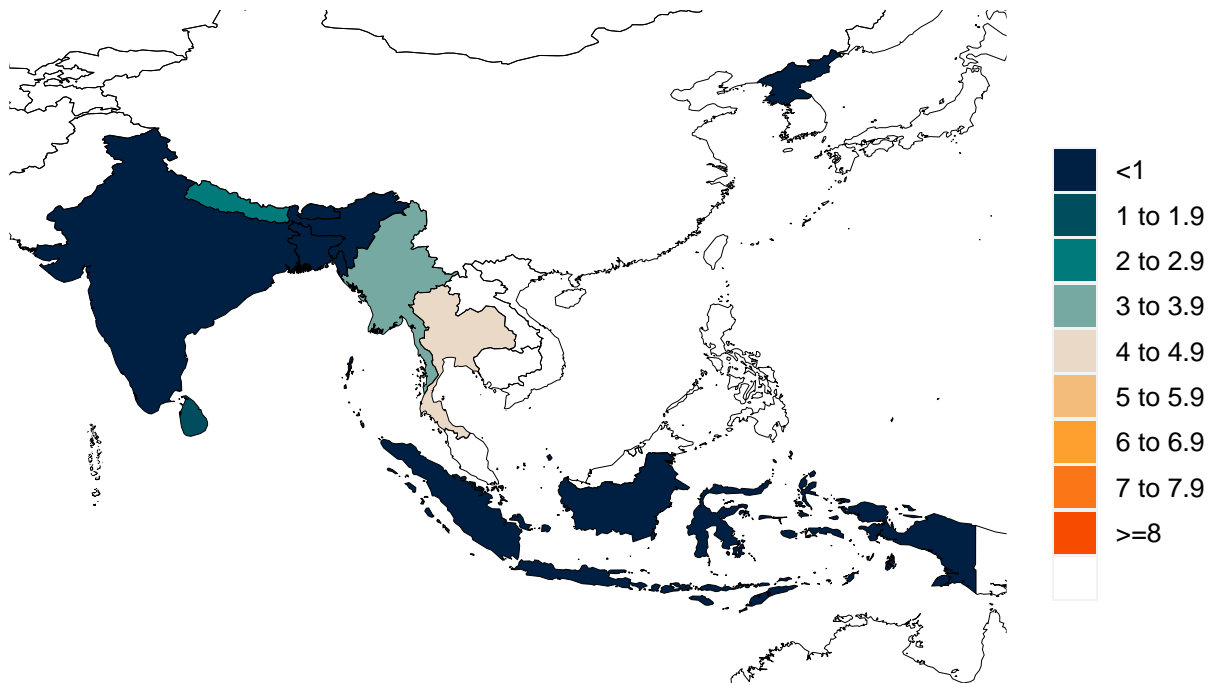 <1
1 to 1.9
2 to 2.9
3 to 3.9
4 to 4.9
5 to 5.9
6 to 6.9
7 to 7.9
>=8